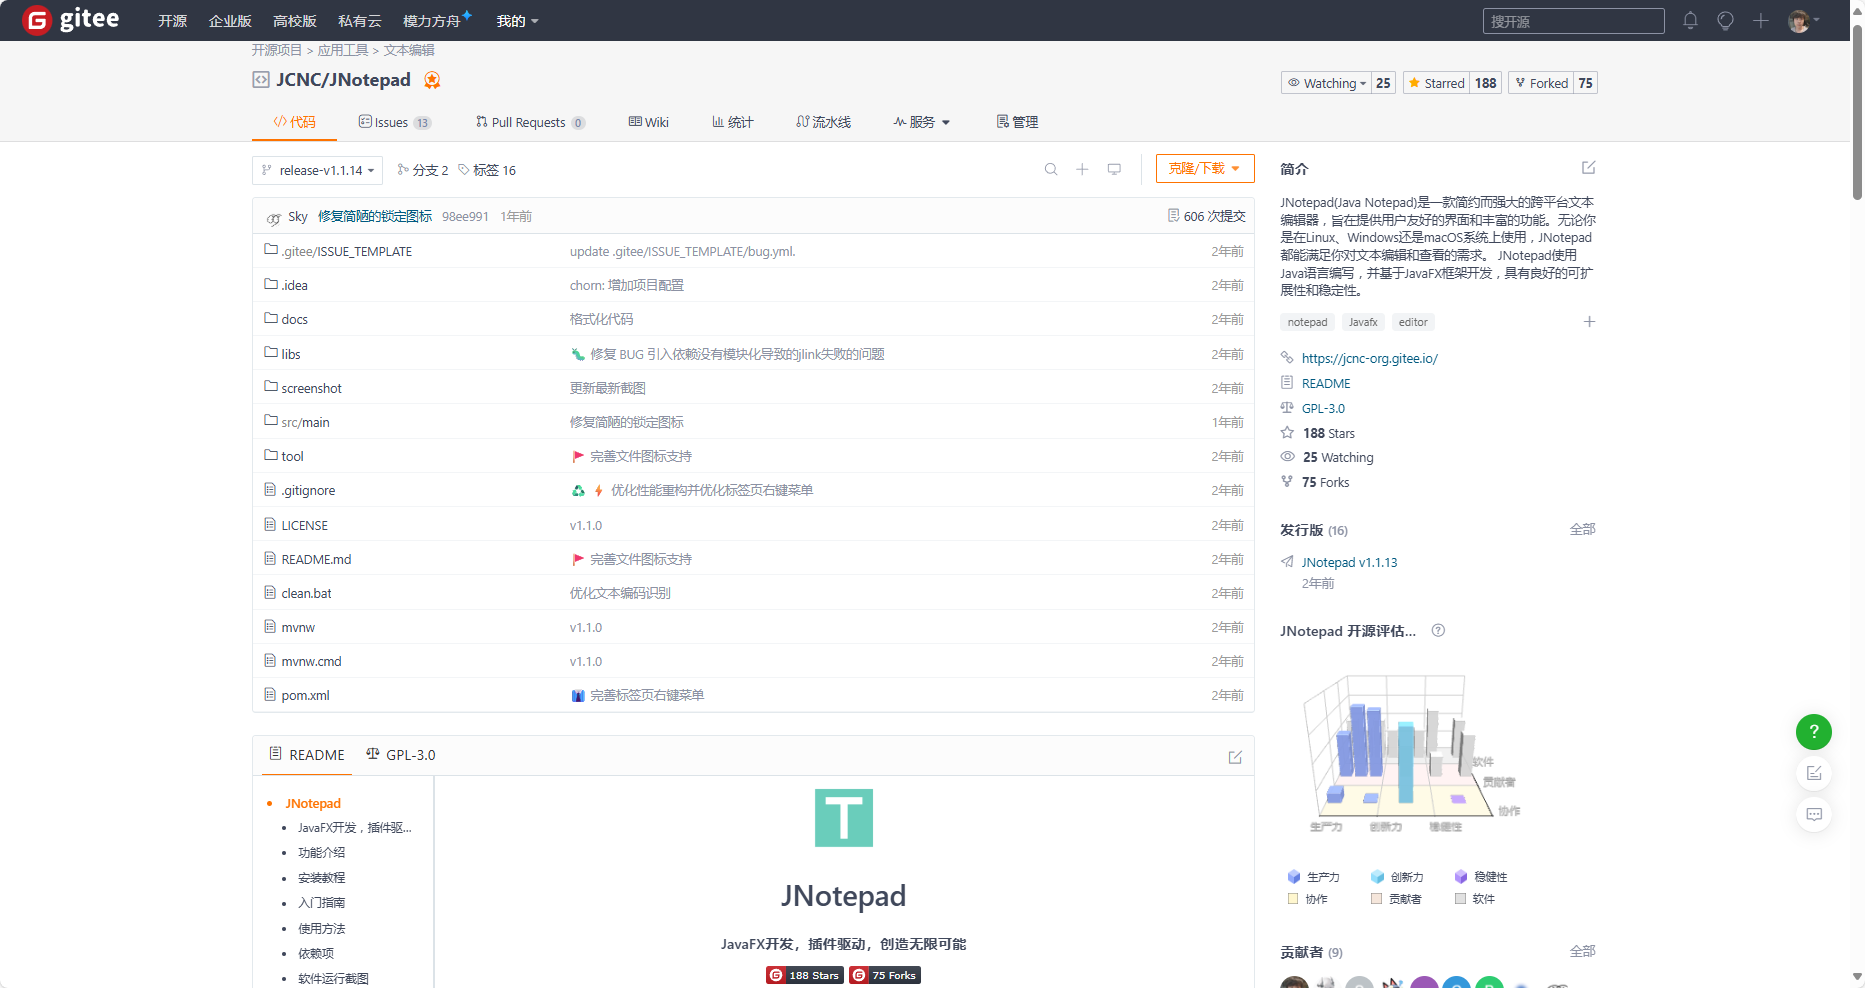 gitee 开源 企业版 高校版 私有云 模力方舟 我的 搜开源
开源项目 > 应用工具 > 文本编辑
JCNC/JNotepad
Watching 25 Starred 188 Forked 75
代码 Issues 13 Pull Requests 0 Wiki 统计 流水线 服务 管理
release-v1.1.14 分支 2 标签 16 克隆/下载
Sky 修复简陋的锁定图标 98ee991 1年前 606 次提交
.gitee/ISSUE_TEMPLATE update .gitee/ISSUE_TEMPLATE/bug.yml. 2年前
.idea chorn: 增加项目配置 2年前
docs 格式化代码 2年前
libs 修复 BUG 引入依赖没有模块化导致的jlink失败的问题 2年前
screenshot 更新最新截图 2年前
src/main 修复简陋的锁定图标 1年前
tool 完善文件图标支持 2年前
.gitignore 优化性能重构并优化标签页右键菜单 2年前
LICENSE v1.1.0 2年前
README.md 完善文件图标支持 2年前
clean.bat 优化文本编码识别 2年前
mvnw v1.1.0 2年前
mvnw.cmd v1.1.0 2年前
pom.xml 完善标签页右键菜单 2年前
README GPL-3.0
JNotepad
JavaFX开发，插件驱...
功能介绍
安装教程
入门指南
使用方法
依赖项
软件运行截图
T
JNotepad
JavaFX开发，插件驱动，创造无限可能
188 Stars 75 Forks
简介
JNotepad(Java Notepad)是一款简约而强大的跨平台文本
编辑器，旨在提供用户友好的界面和丰富的功能。无论你
是在Linux、Windows还是macOS系统上使用，JNotepad
都能满足你对文本编辑和查看的需求。 JNotepad使用
Java语言编写，并基于JavaFX框架开发，具有良好的可扩
展性和稳定性。
notepad Javafx editor
https://jcnc-org.gitee.io/
README
GPL-3.0
188 Stars
25 Watching
75 Forks
发行版 (16) 全部
JNotepad v1.1.13
2年前
JNotepad 开源评估... ?
软件
贡献者
协作
生产力 创新力 稳健性
生产力 创新力 稳健性
协作 贡献者 软件
贡献者 (9) 全部
?